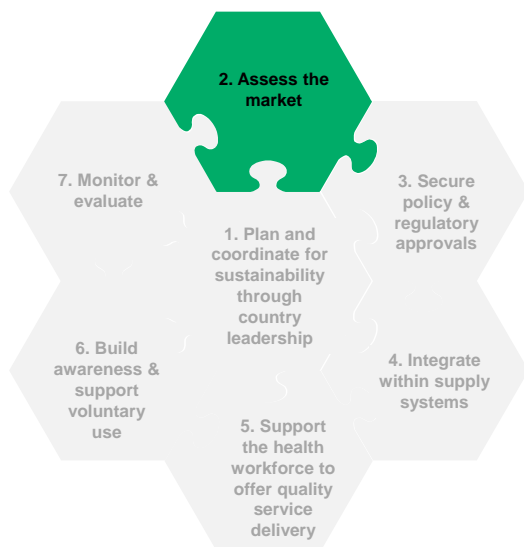 2. Assess the
market
7. Monitor &
evaluate
3. Secure
policy &
regulatory
approvals
1. Plan and
coordinate for
sustainability
through
country
leadership
6. Build
awareness &
support
voluntary
use
4. Integrate
within supply
systems
5. Support
the health
workforce to
offer quality
service
delivery